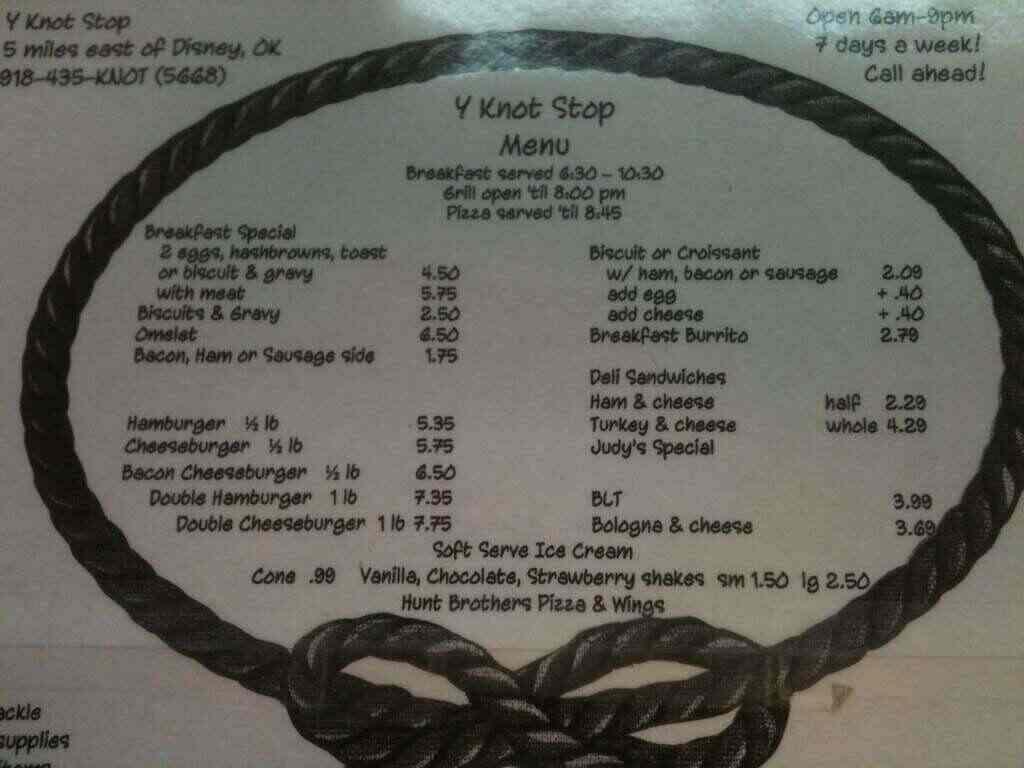 Y Knot Stop
5 miles east of Disney, OK
918-435-KNOT (5668)
Open 6am-9pm
7 days a week!
Call ahead!
Y Knot Stop
Menu
Breakfast served 6:30 - 10:30
Grill open 'til 8:00 pm
Pizza served 'til 8:45
Breakfast Special
2 eggs, hashbrowns, toast
or biscuit & gravy 4.50
with meat 5.75
Biscuits & Gravy 2.50
Omelet 6.50
Bacon, Ham or Sausage side 1.75
Hamburger ½ lb 5.35
Cheeseburger ½ lb 5.75
Bacon Cheeseburger ½ lb 6.50
Double Hamburger 1 lb 7.35
Double Cheeseburger 1 lb 7.75
Biscuit or Croissant
w/ ham, bacon or sausage 2.09
add egg + .40
add cheese + .40
Breakfast Burrito 2.79
Deli Sandwiches
Ham & cheese half 2.29
Turkey & cheese whole 4.29
Judy's Special
BLT 3.99
Bologna & cheese 3.69
Soft Serve Ice Cream
Cone .99 Vanilla, Chocolate, Strawberry shakes sm 1.50 lg 2.50
Hunt Brothers Pizza & Wings
supplies